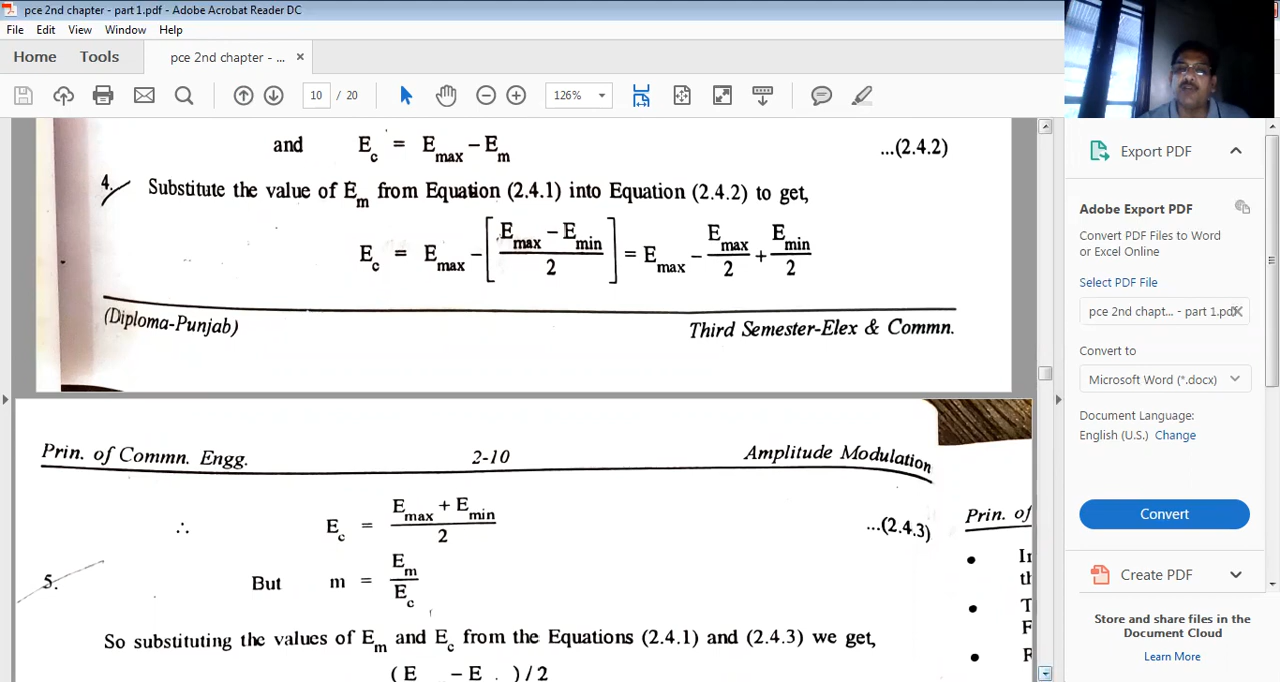 pce 2nd chapter - part 1.pdf - Adobe Acrobat Reader DC
File Edit View Window Help
Home Tools pce 2nd chapter - ... ×
10 / 20 126%
and E_c = E_max − E_m ...(2.4.2)
4. Substitute the value of E_m from Equation (2.4.1) into Equation (2.4.2) to get,
E_c = E_max − [(E_max − E_min)/2] = E_max − E_max/2 + E_min/2
(Diploma-Punjab) Third Semester-Elex & Commn.
Prin. of Commn. Engg. 2-10 Amplitude Modulation
∴ E_c = (E_max + E_min)/2 ...(2.4.3)
5. But m = E_m/E_c
So substituting the values of E_m and E_c from the Equations (2.4.1) and (2.4.3) we get,
(E − E ) / 2
Prin. of
• In
th
• T
F
• R
Export PDF
Adobe Export PDF
Convert PDF Files to Word
or Excel Online
Select PDF File
pce 2nd chapt... - part 1.pdf ×
Convert to
Microsoft Word (*.docx)
Document Language:
English (U.S.) Change
Convert
Create PDF
Store and share files in the
Document Cloud
Learn More